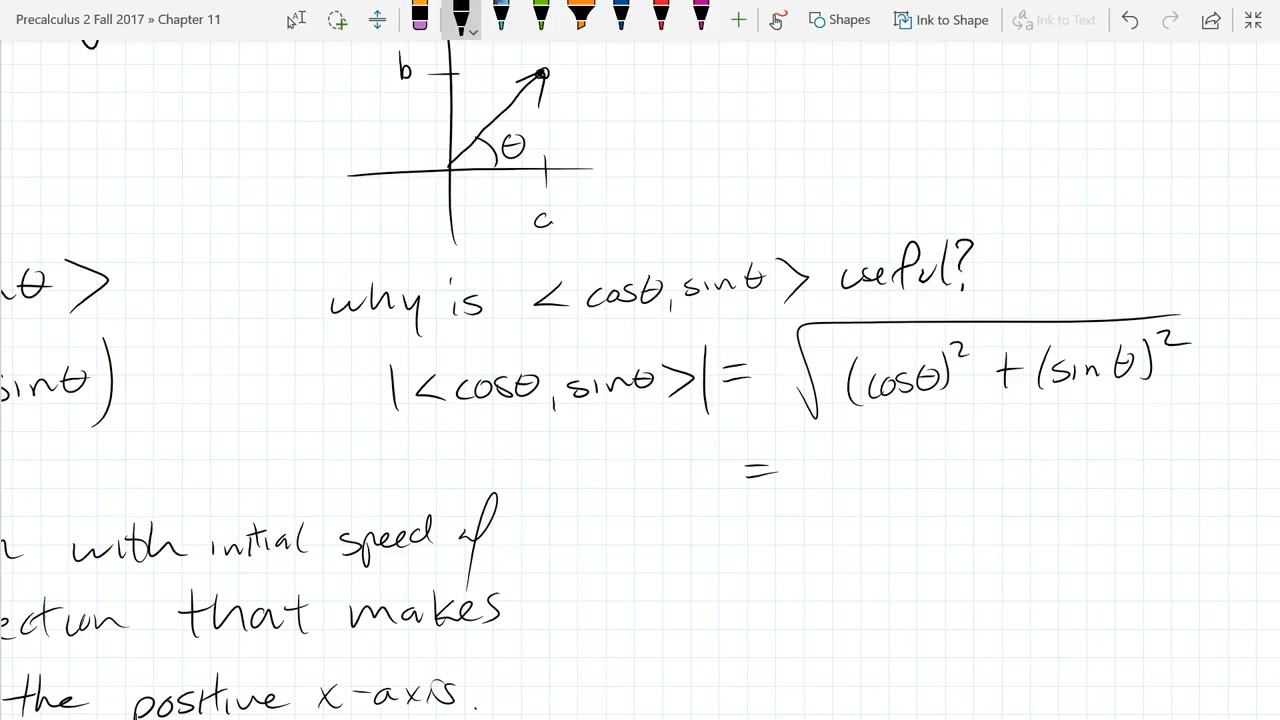 Precalculus 2 Fall 2017 » Chapter 11
Shapes
Ink to Shape
Ink to Text
b
θ
a
θ >
why is < cosθ, sinθ > useful?
sinθ)
|< cosθ, sinθ >| = √(cosθ)² + (sinθ)²
=
with initial speed of
ection that makes
the positive x-axis.